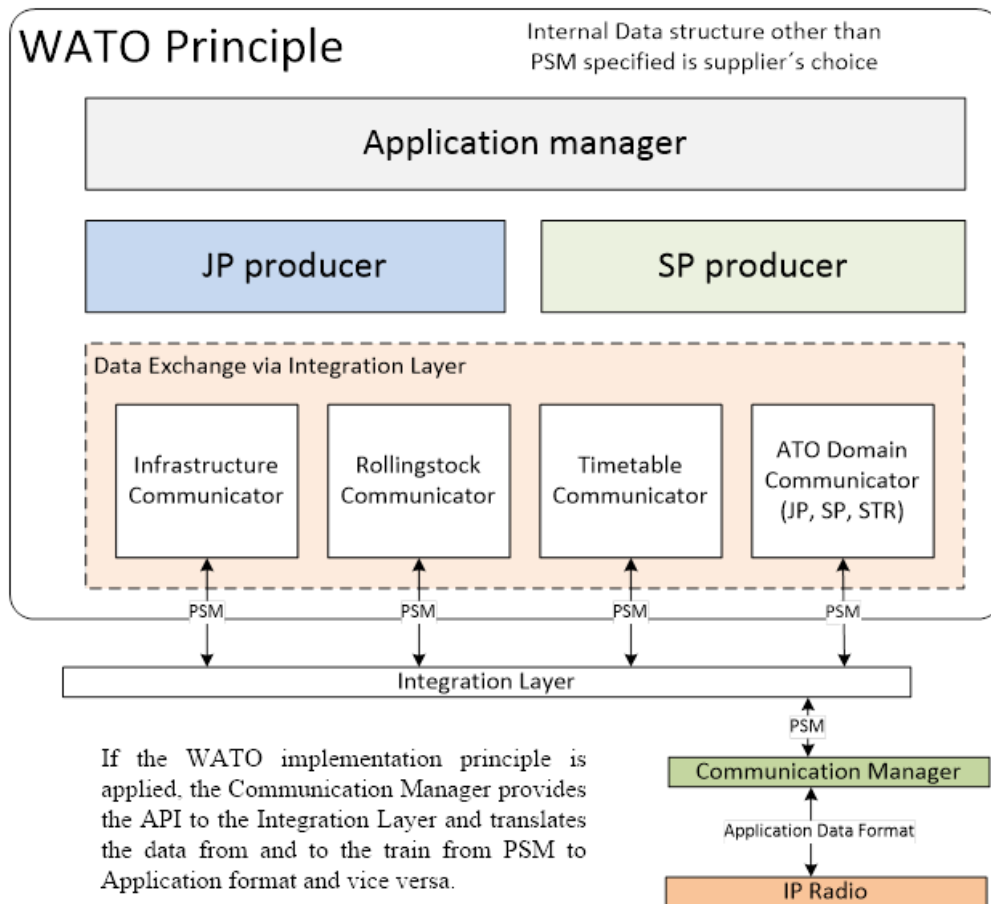 WATO Principle
Internal Data structure other than
PSM specified is supplier´s choice
Application manager
JP producer
SP producer
Data Exchange via Integration Layer
Infrastructure
Communicator
Rollingstock
Communicator
Timetable
Communicator
ATO Domain
Communicator
(JP, SP, STR)
PSM
PSM
PSM
PSM
Integration Layer
PSM
If the WATO implementation principle is
applied, the Communication Manager provides
the API to the Integration Layer and translates
the data from and to the train from PSM to
Application format and vice versa.
Communication Manager
Application Data Format
IP Radio